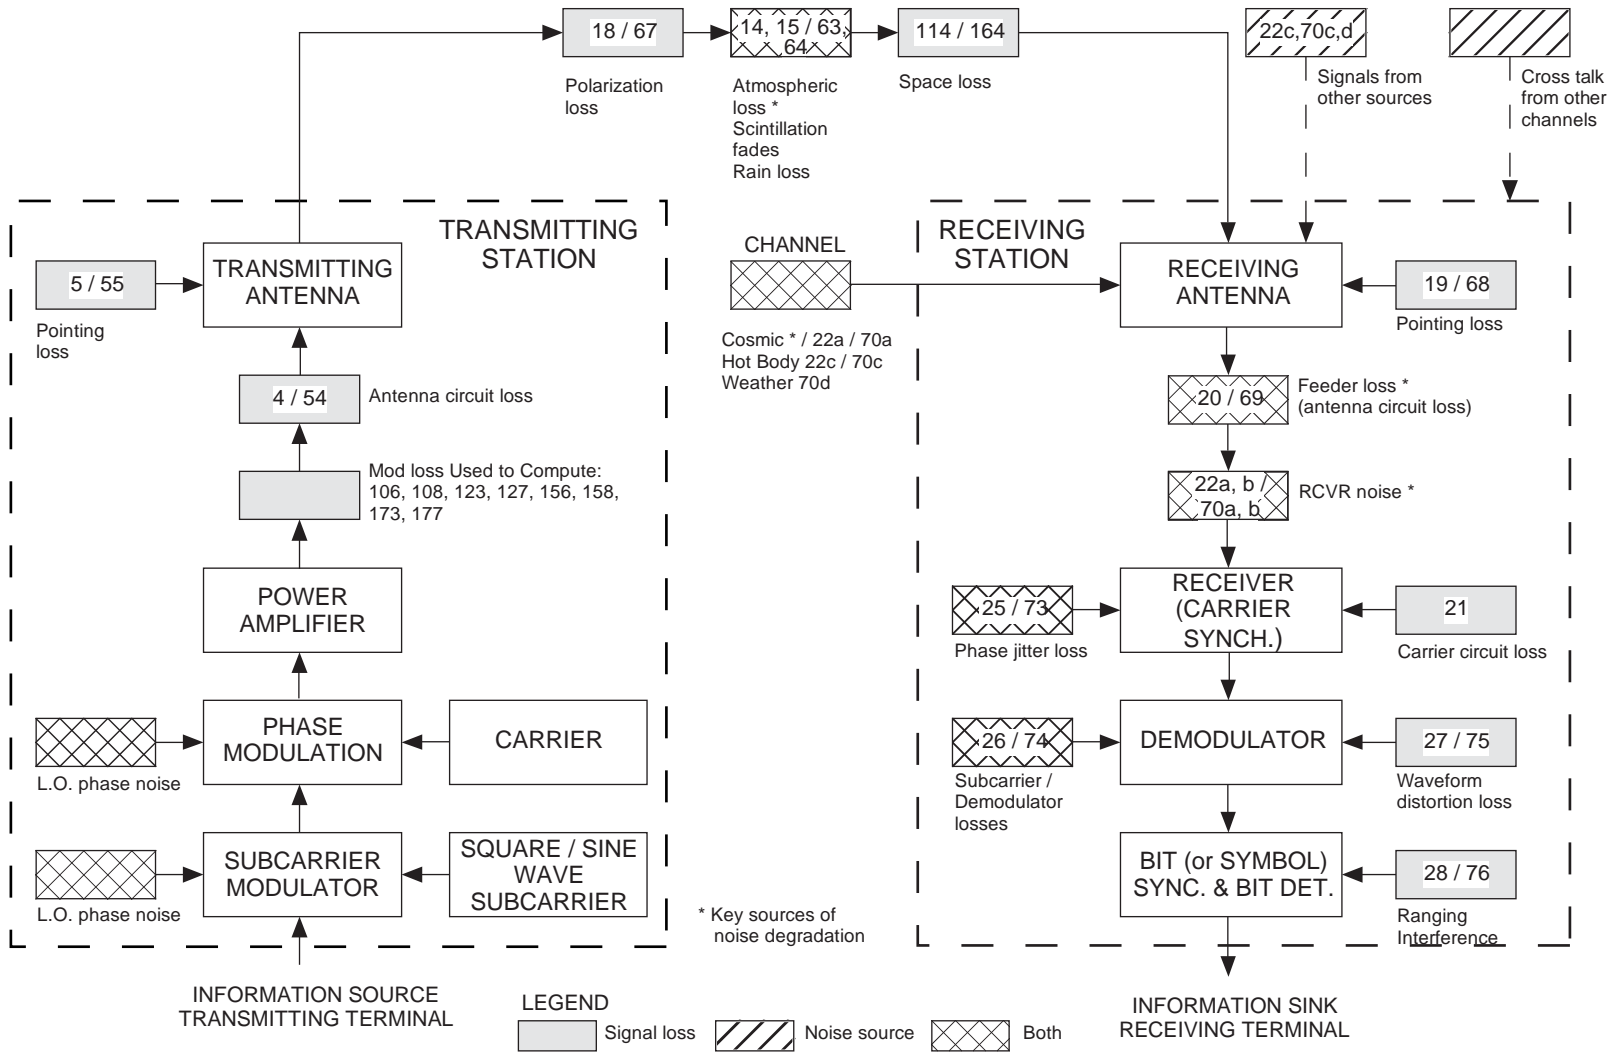 18 / 67
14, 15 / 63,
64
114 / 164
22c,70c,d
Polarization
loss
Atmospheric
loss *
Scintillation
fades
Rain loss
Space loss
Signals from
other sources
Cross talk
from other
channels
TRANSMITTING
STATION
5 / 55
Pointing
loss
TRANSMITTING
ANTENNA
4 / 54
Antenna circuit loss
Mod loss Used to Compute:
106, 108, 123, 127, 156, 158,
173, 177
POWER
AMPLIFIER
L.O. phase noise
PHASE
MODULATION
CARRIER
L.O. phase noise
SUBCARRIER
MODULATOR
SQUARE / SINE
WAVE
SUBCARRIER
INFORMATION SOURCE
TRANSMITTING TERMINAL
CHANNEL
Cosmic * / 22a / 70a
Hot Body 22c / 70c
Weather 70d
RECEIVING
STATION
RECEIVING
ANTENNA
19 / 68
Pointing loss
20 / 69
Feeder loss *
(antenna circuit loss)
22a, b /
70a, b
RCVR noise *
25 / 73
Phase jitter loss
RECEIVER
(CARRIER
SYNCH.)
21
Carrier circuit loss
26 / 74
Subcarrier /
Demodulator
losses
DEMODULATOR
27 / 75
Waveform
distortion loss
BIT (or SYMBOL)
SYNC. & BIT DET.
28 / 76
Ranging
Interference
* Key sources of
noise degradation
INFORMATION SINK
RECEIVING TERMINAL
LEGEND
Signal loss
Noise source
Both